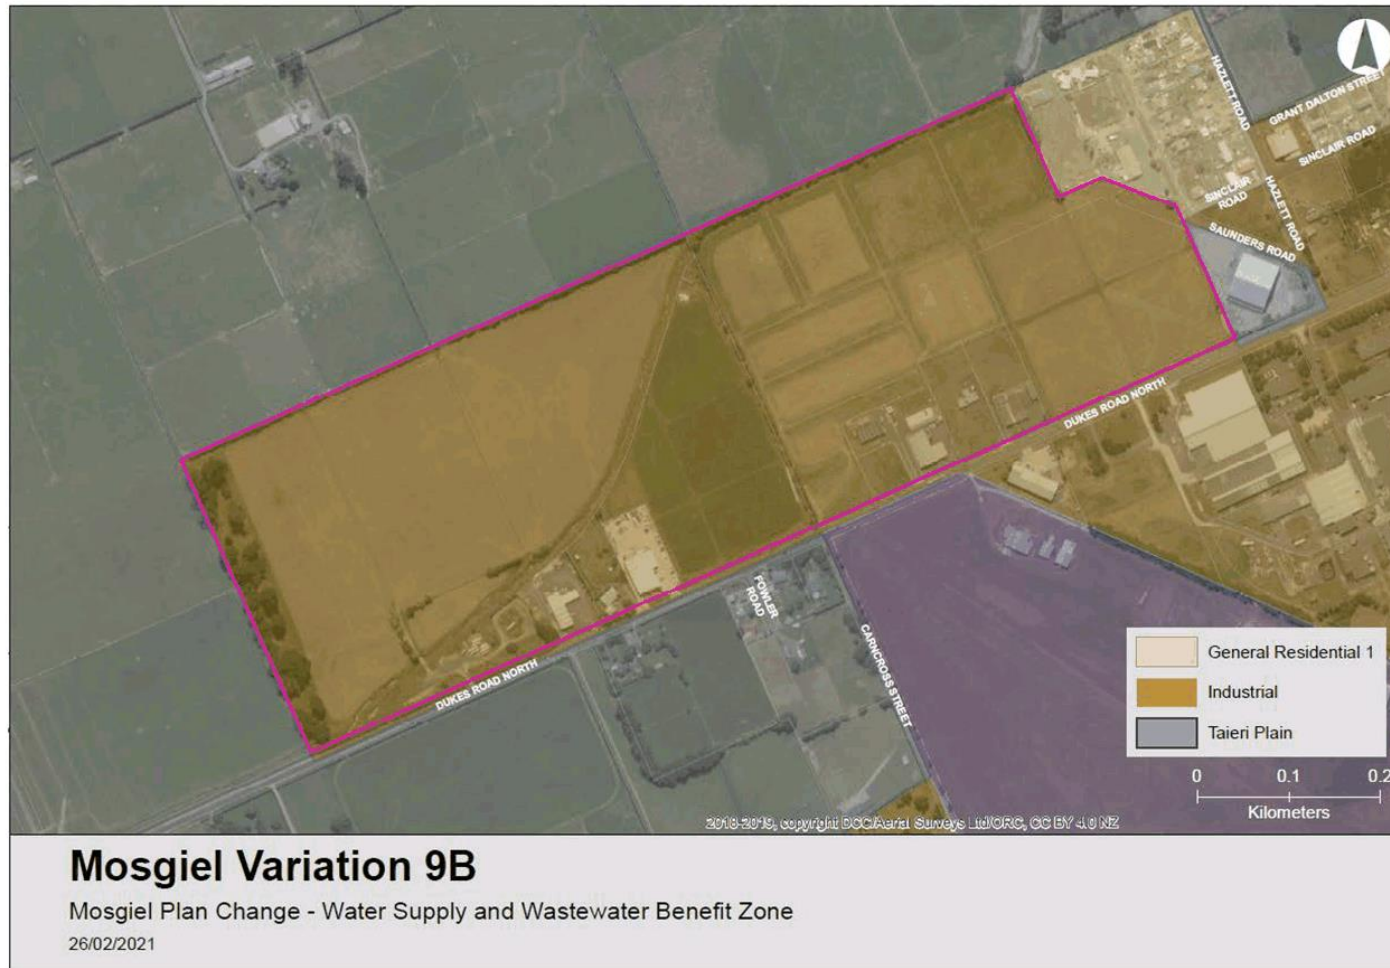 HAZLETT ROAD
GRANT DALTON STREET
SINCLAIR ROAD
SINCLAIR
ROAD
HAZLETT ROAD
SAUNDERS ROAD
DUKES ROAD NORTH
FOWLER
ROAD
CARNCROSS STREET
DUKES ROAD NORTH
General Residential 1
Industrial
Taieri Plain
0 0.1 0.2
Kilometers
2018-2019, copyright DCC/Aerial Surveys Ltd/ORC, CC BY 4.0 NZ
Mosgiel Variation 9B
Mosgiel Plan Change - Water Supply and Wastewater Benefit Zone
26/02/2021